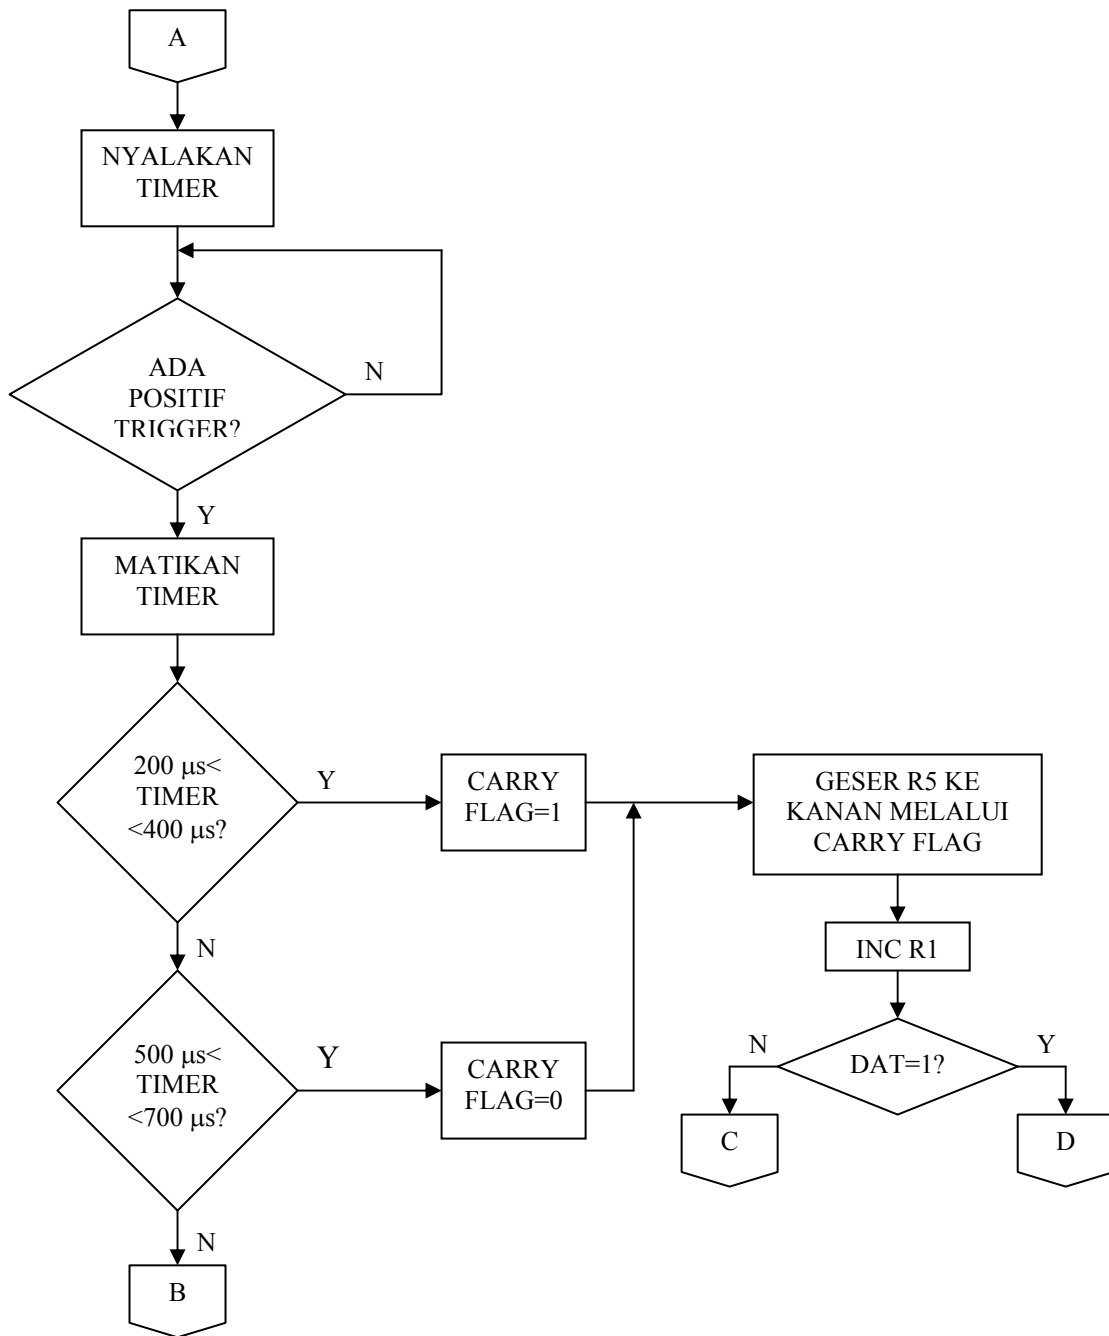 A
NYALAKAN
TIMER
ADA
POSITIF
TRIGGER?
N
Y
MATIKAN
TIMER
200 μs<
TIMER
<400 μs?
Y
CARRY
FLAG=1
GESER R5 KE
KANAN MELALUI
CARRY FLAG
N
INC R1
500 μs<
TIMER
<700 μs?
Y
CARRY
FLAG=0
N
DAT=1?
Y
C
D
N
B